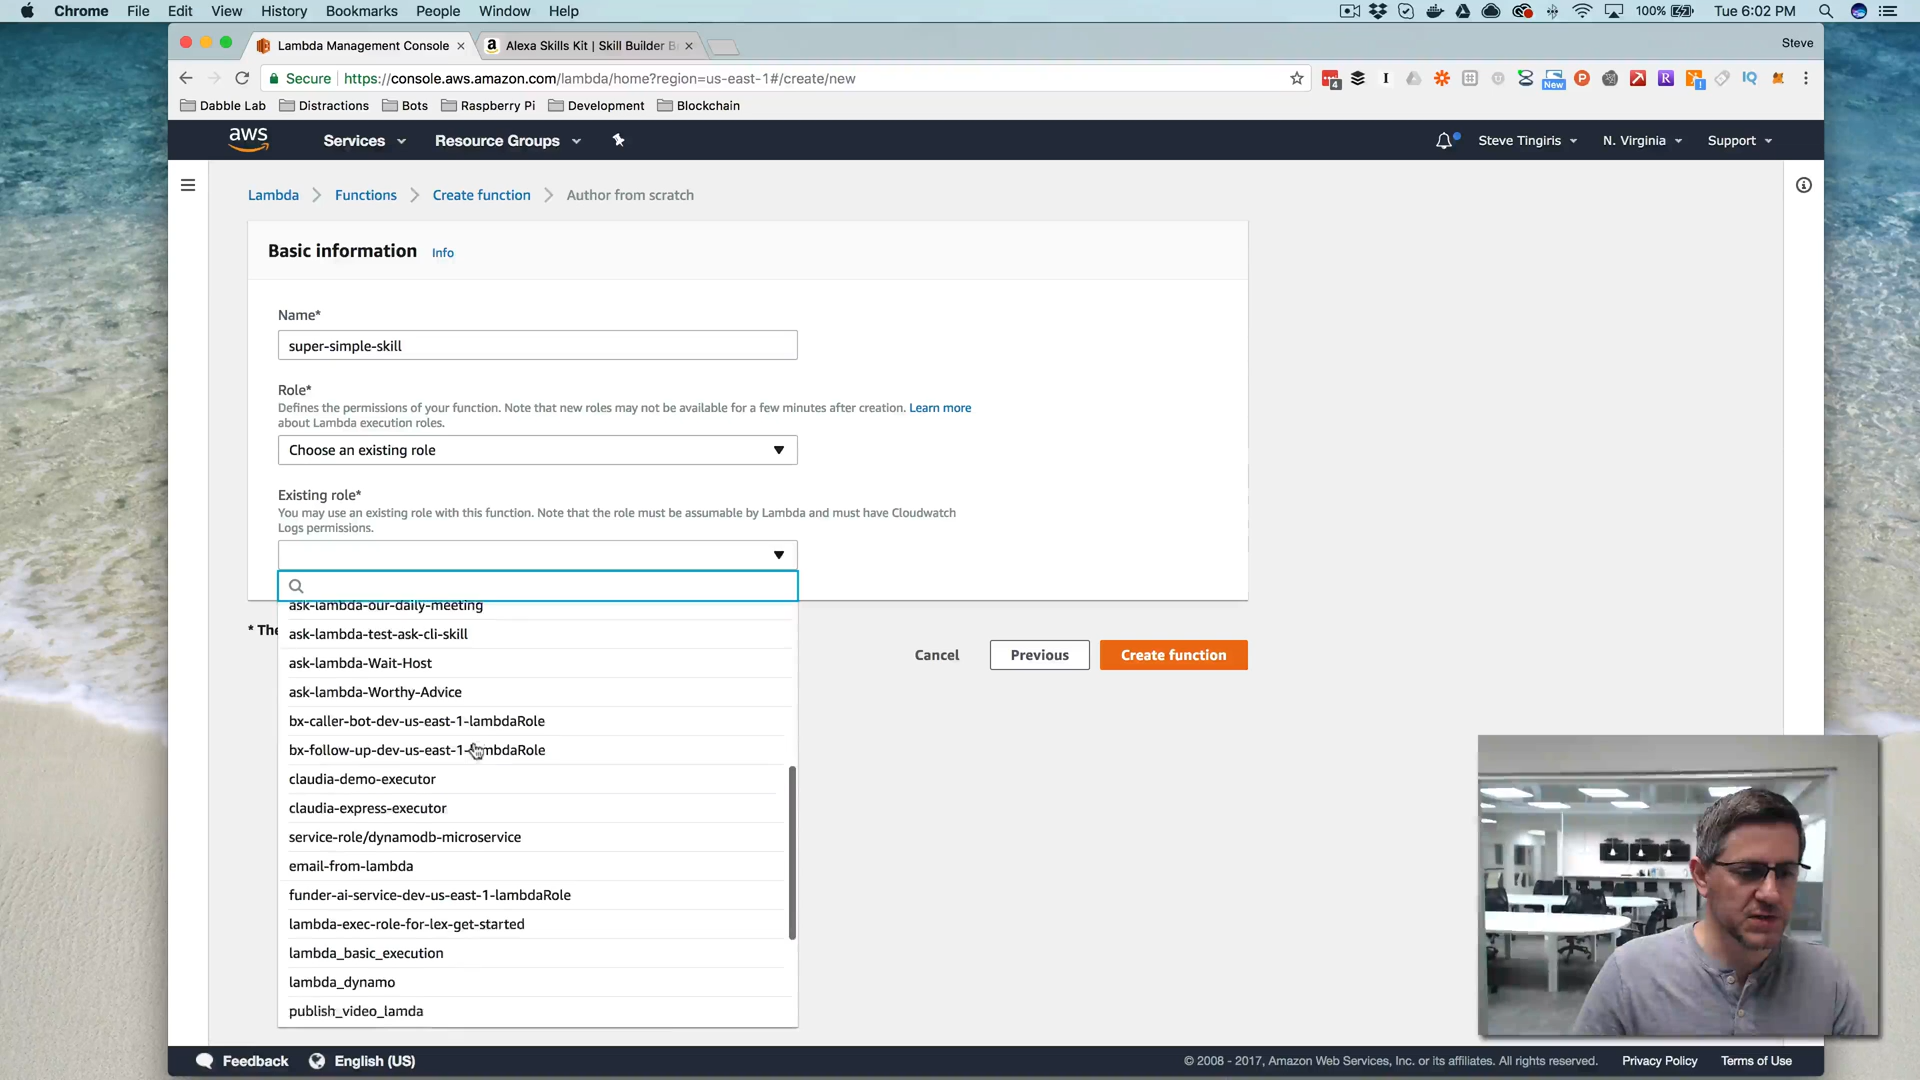 Chrome File Edit View History Bookmarks People Window Help 100% Tue 6:02 PM
Lambda Management Console Alexa Skills Kit | Skill Builder B Steve
Secure https://console.aws.amazon.com/lambda/home?region=us-east-1#/create/new
Dabble Lab Distractions Bots Raspberry Pi Development Blockchain
aws Services Resource Groups Steve Tingiris N. Virginia Support
Lambda Functions Create function Author from scratch
Basic information Info
Name*
super-simple-skill
Role*
Defines the permissions of your function. Note that new roles may not be available for a few minutes after creation. Learn more
about Lambda execution roles.
Choose an existing role
Existing role*
You may use an existing role with this function. Note that the role must be assumable by Lambda and must have Cloudwatch
Logs permissions.
ask-lambda-our-daily-meeting
* The
ask-lambda-test-ask-cli-skill
Cancel Previous Create function
ask-lambda-Wait-Host
ask-lambda-Worthy-Advice
bx-caller-bot-dev-us-east-1-lambdaRole
bx-follow-up-dev-us-east-1-lambdaRole
claudia-demo-executor
claudia-express-executor
service-role/dynamodb-microservice
email-from-lambda
funder-ai-service-dev-us-east-1-lambdaRole
lambda-exec-role-for-lex-get-started
lambda_basic_execution
lambda_dynamo
publish_video_lamda
Feedback English (US) © 2008 - 2017, Amazon Web Services, Inc. or its affiliates. All rights reserved. Privacy Policy Terms of Use